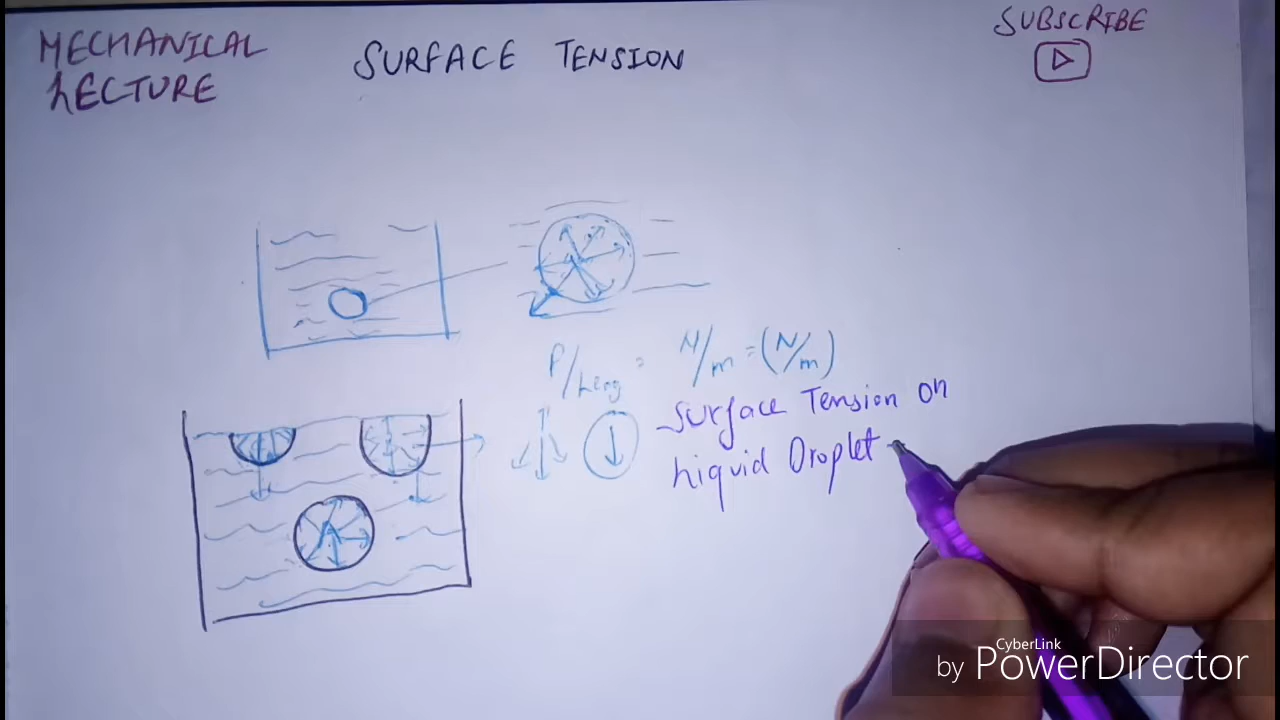 MECHANICAL
LECTURE
SURFACE TENSION
SUBSCRIBE
P/Leng = N/m = (N/m)
Surface Tension on
Liquid Droplet
CyberLink
by PowerDirector